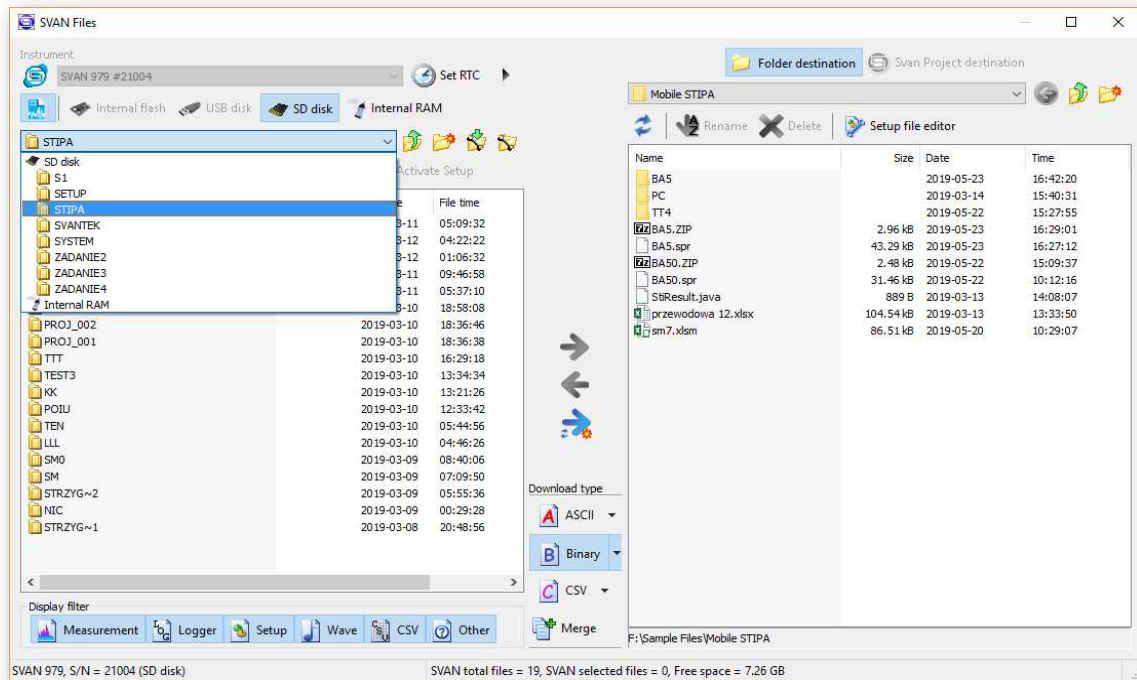 SVAN Files
Instrument
SVAN 979 #21004
Set RTC
Internal flash
USB disk
SD disk
Internal RAM
STIPA
Activate Setup
SD disk
S1
SETUP
STIPA
SVANTEK
SYSTEM
ZADANIE2
ZADANIE3
ZADANIE4
Internal RAM
File time
3-11 05:09:32
3-12 04:22:22
3-12 01:06:32
3-11 09:46:58
3-11 05:37:10
3-10 18:58:08
PROJ_002 2019-03-10 18:36:46
PROJ_001 2019-03-10 18:36:38
TTT 2019-03-10 16:29:18
TEST3 2019-03-10 13:34:34
KK 2019-03-10 13:21:26
POIU 2019-03-10 12:33:42
TEN 2019-03-10 05:44:56
LLL 2019-03-10 04:46:26
SM0 2019-03-09 08:40:06
SM 2019-03-09 07:09:50
STRZYG~2 2019-03-09 05:55:36
NIC 2019-03-09 00:29:28
STRZYG~1 2019-03-08 20:48:56
Display filter
Measurement
Logger
Setup
Wave
CSV
Other
Download type
ASCII
Binary
CSV
Merge
Folder destination
Svan Project destination
Mobile STIPA
Rename
Delete
Setup file editor
Name Size Date Time
BA5 2019-05-23 16:42:20
PC 2019-03-14 15:40:31
TT4 2019-05-22 15:27:55
BA5.ZIP 2.96 kB 2019-05-23 16:29:01
BA5.spr 43.29 kB 2019-05-23 16:27:12
BA50.ZIP 2.48 kB 2019-05-22 15:09:37
BA50.spr 31.46 kB 2019-05-22 10:12:16
StiResult.java 889 B 2019-03-13 14:08:07
przewodowa 12.xlsx 104.54 kB 2019-03-13 13:33:50
sm7.xlsm 86.51 kB 2019-05-20 10:29:07
F:\Sample Files\Mobile STIPA
SVAN 979, S/N = 21004 (SD disk)
SVAN total files = 19, SVAN selected files = 0, Free space = 7.26 GB